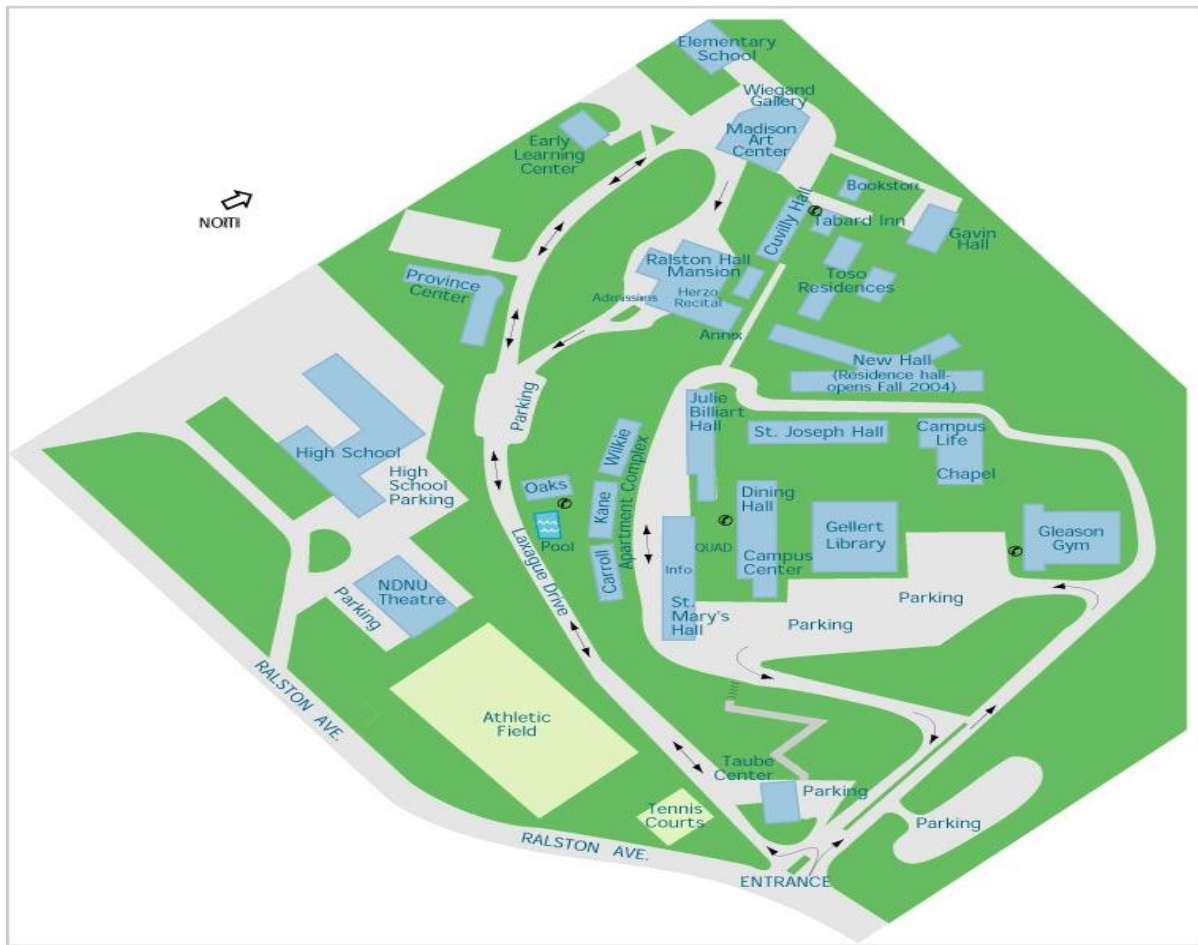 Elementary
School
Wiegand
Gallery
Madison
Art
Center
Early
Learning
Center
Bookstore
Tabard Inn
Cuvilly Hall
Gavin
Hall
NORTH
Ralston Hall
Mansion
Toso
Residences
Province
Center
Admissions
Herzo
Recital
Annix
New Hall
(Residence hall-
opens Fall 2004)
Parking
Julie
Billiart
Hall
St. Joseph Hall
Campus
Life
Chapel
Wilkie
Apartment Complex
High School
High
School
Parking
Oaks
Kane
Dining
Hall
Gellert
Library
Gleason
Gym
Pool
QUAD
Campus
Center
Carroll
Info
Laxague Drive
NDNU
Theatre
Parking
St.
Mary's
Hall
Parking
Parking
RALSTON AVE.
Athletic
Field
Taube
Center
Parking
Tennis
Courts
Parking
RALSTON AVE.
ENTRANCE